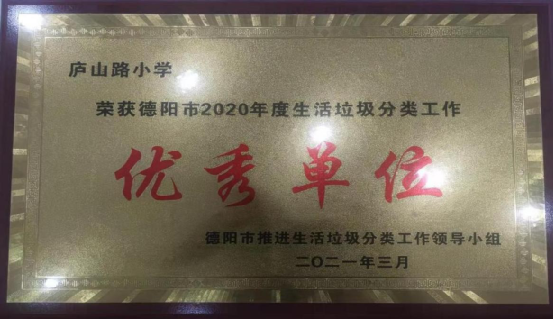 庐山路小学
荣获德阳市2020年度生活垃圾分类工作
优秀单位
德阳市推进生活垃圾分类工作领导小组
二〇二一年三月